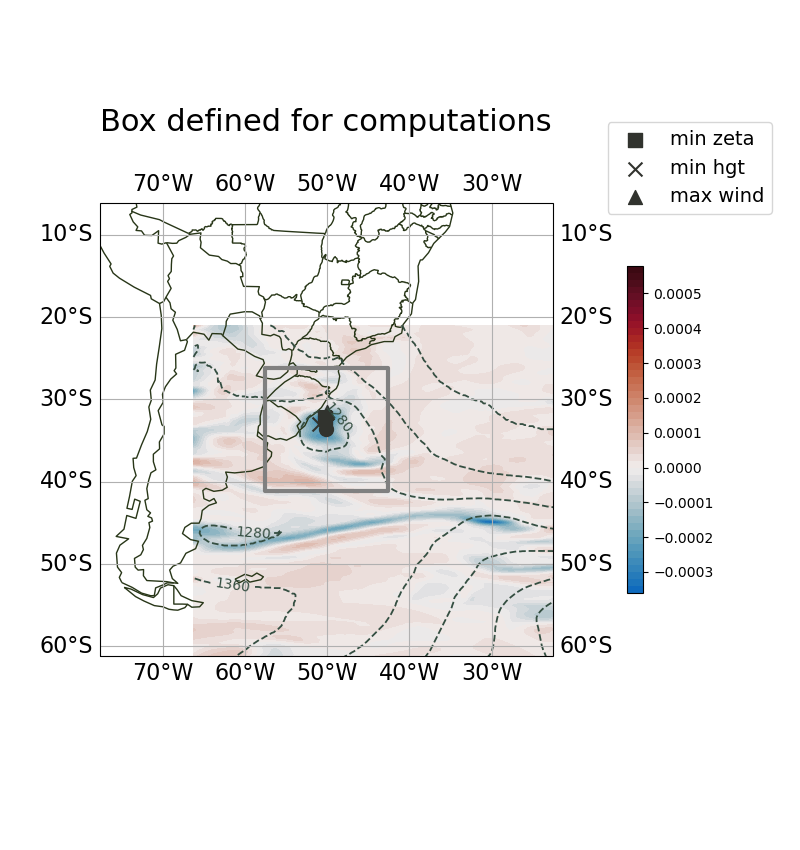 Box defined for computations
min zeta
min hgt
max wind
70°W 60°W 50°W 40°W 30°W
10°S 10°S
20°S 20°S
30°S 30°S
40°S 40°S
50°S 50°S
60°S 60°S
1280
1280
1360
70°W 60°W 50°W 40°W 30°W
0.0005
0.0004
0.0003
0.0002
0.0001
0.0000
−0.0001
−0.0002
−0.0003